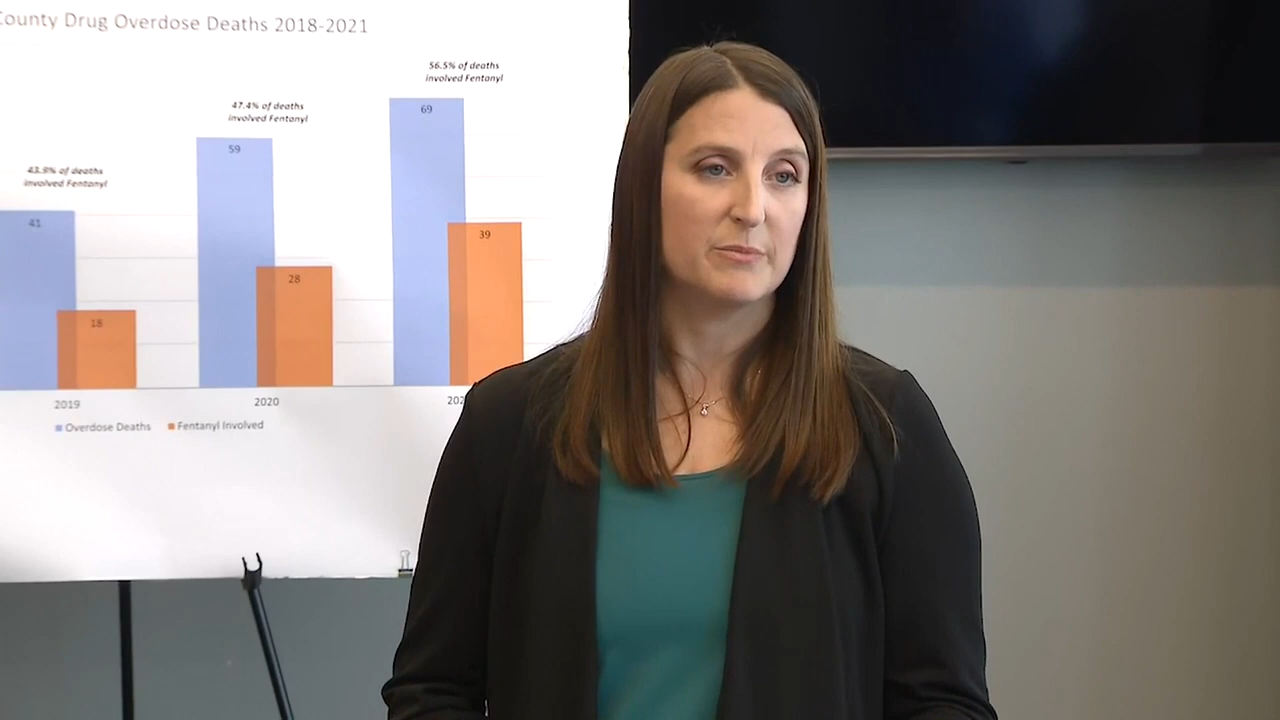 County Drug Overdose Deaths 2018-2021
56.5% of deaths
involved Fentanyl
47.4% of deaths
involved Fentanyl
43.9% of deaths
involved Fentanyl
69
59
41
39
28
18
2019
2020
202
Overdose Deaths
Fentanyl Involved